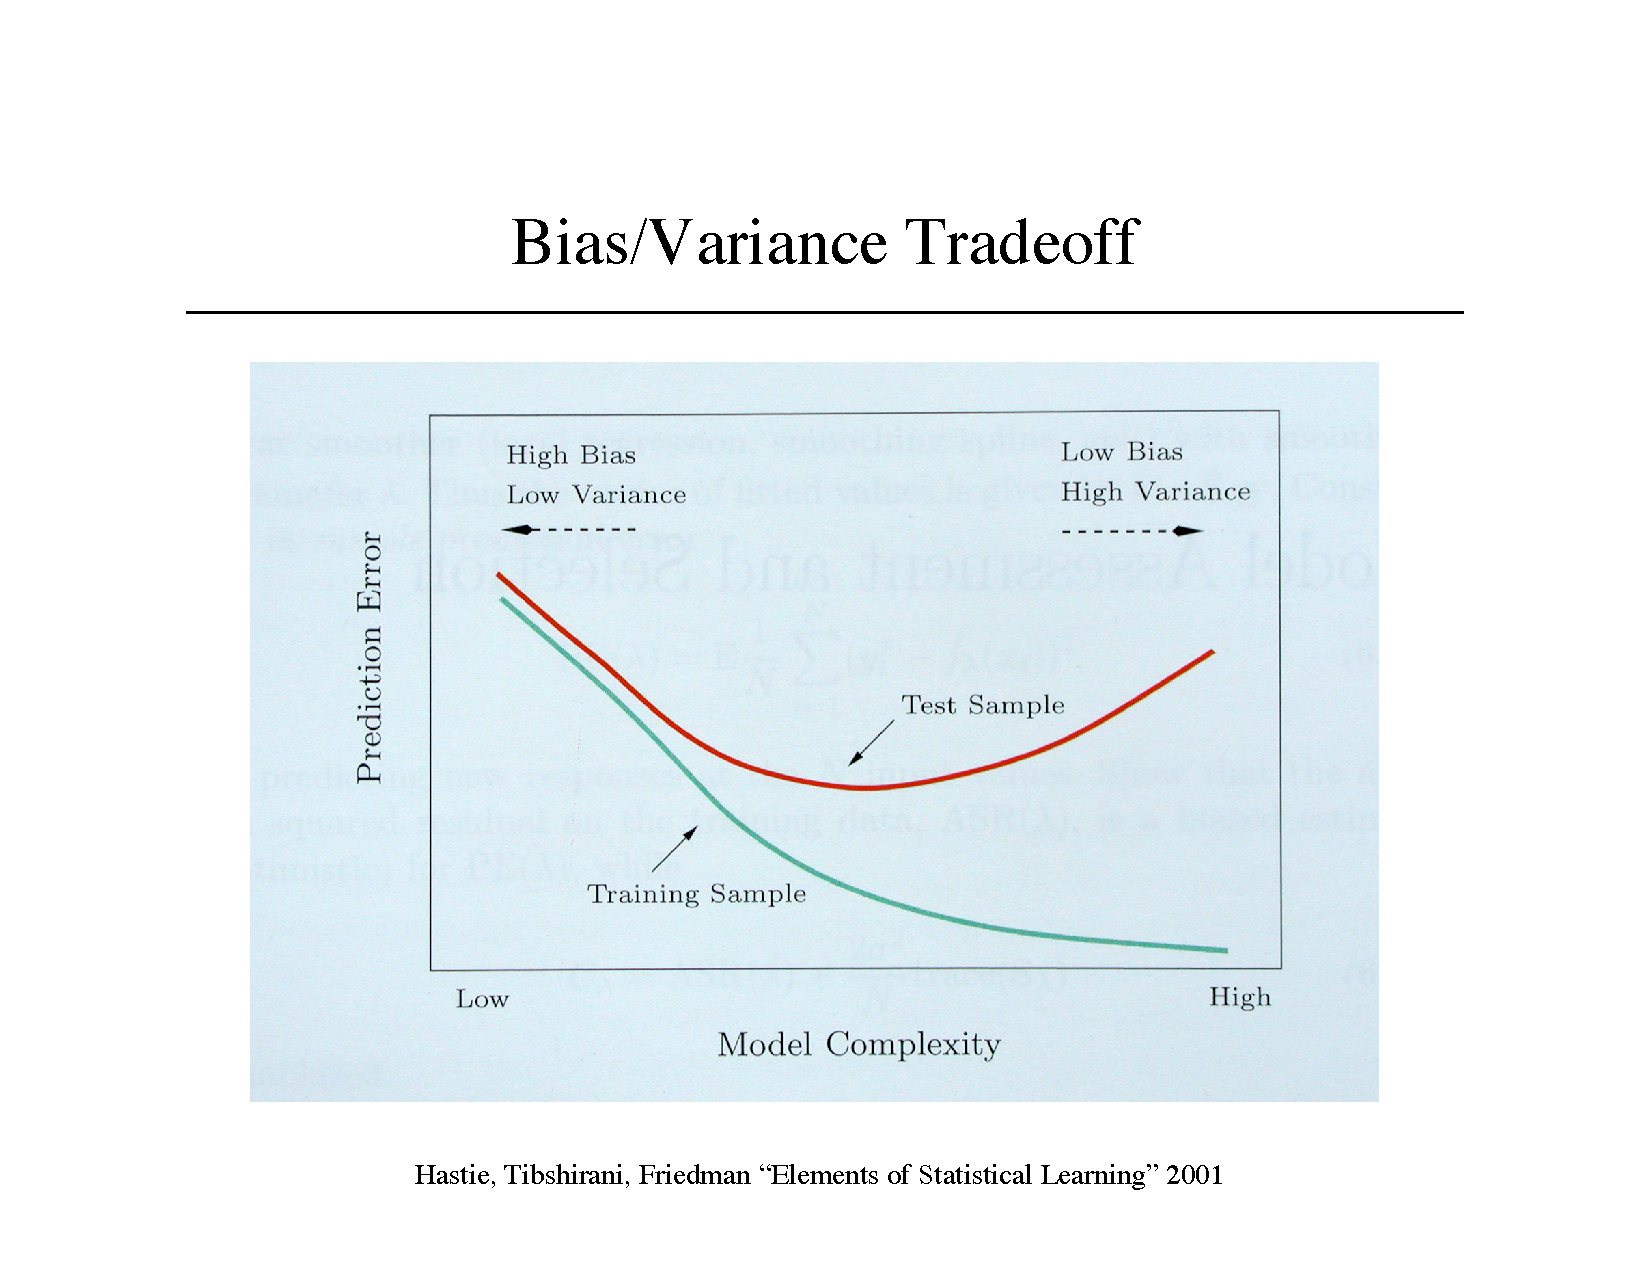 Bias/Variance Tradeoff
High Bias
Low Variance
Low Bias
High Variance
Prediction Error
Test Sample
Training Sample
Low
High
Model Complexity
Hastie, Tibshirani, Friedman “Elements of Statistical Learning” 2001